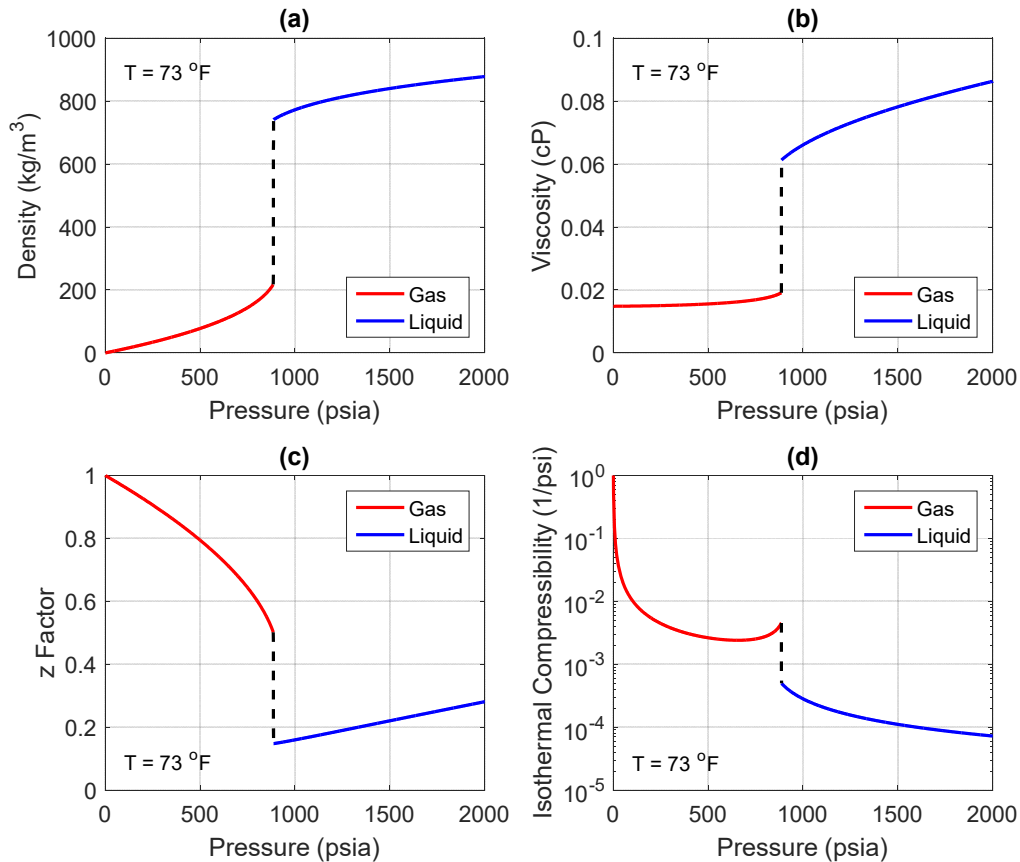 (a)
Density (kg/m³)
1000
800
600
400
200
0
T = 73 °F
Gas
Liquid
0 500 1000 1500 2000
Pressure (psia)
(b)
Viscosity (cP)
0.1
0.08
0.06
0.04
0.02
0
T = 73 °F
Gas
Liquid
0 500 1000 1500 2000
Pressure (psia)
(c)
z Factor
1
0.8
0.6
0.4
0.2
0
Gas
Liquid
T = 73 °F
0 500 1000 1500 2000
Pressure (psia)
(d)
Isothermal Compressibility (1/psi)
10⁰
10⁻¹
10⁻²
10⁻³
10⁻⁴
10⁻⁵
Gas
Liquid
T = 73 °F
0 500 1000 1500 2000
Pressure (psia)